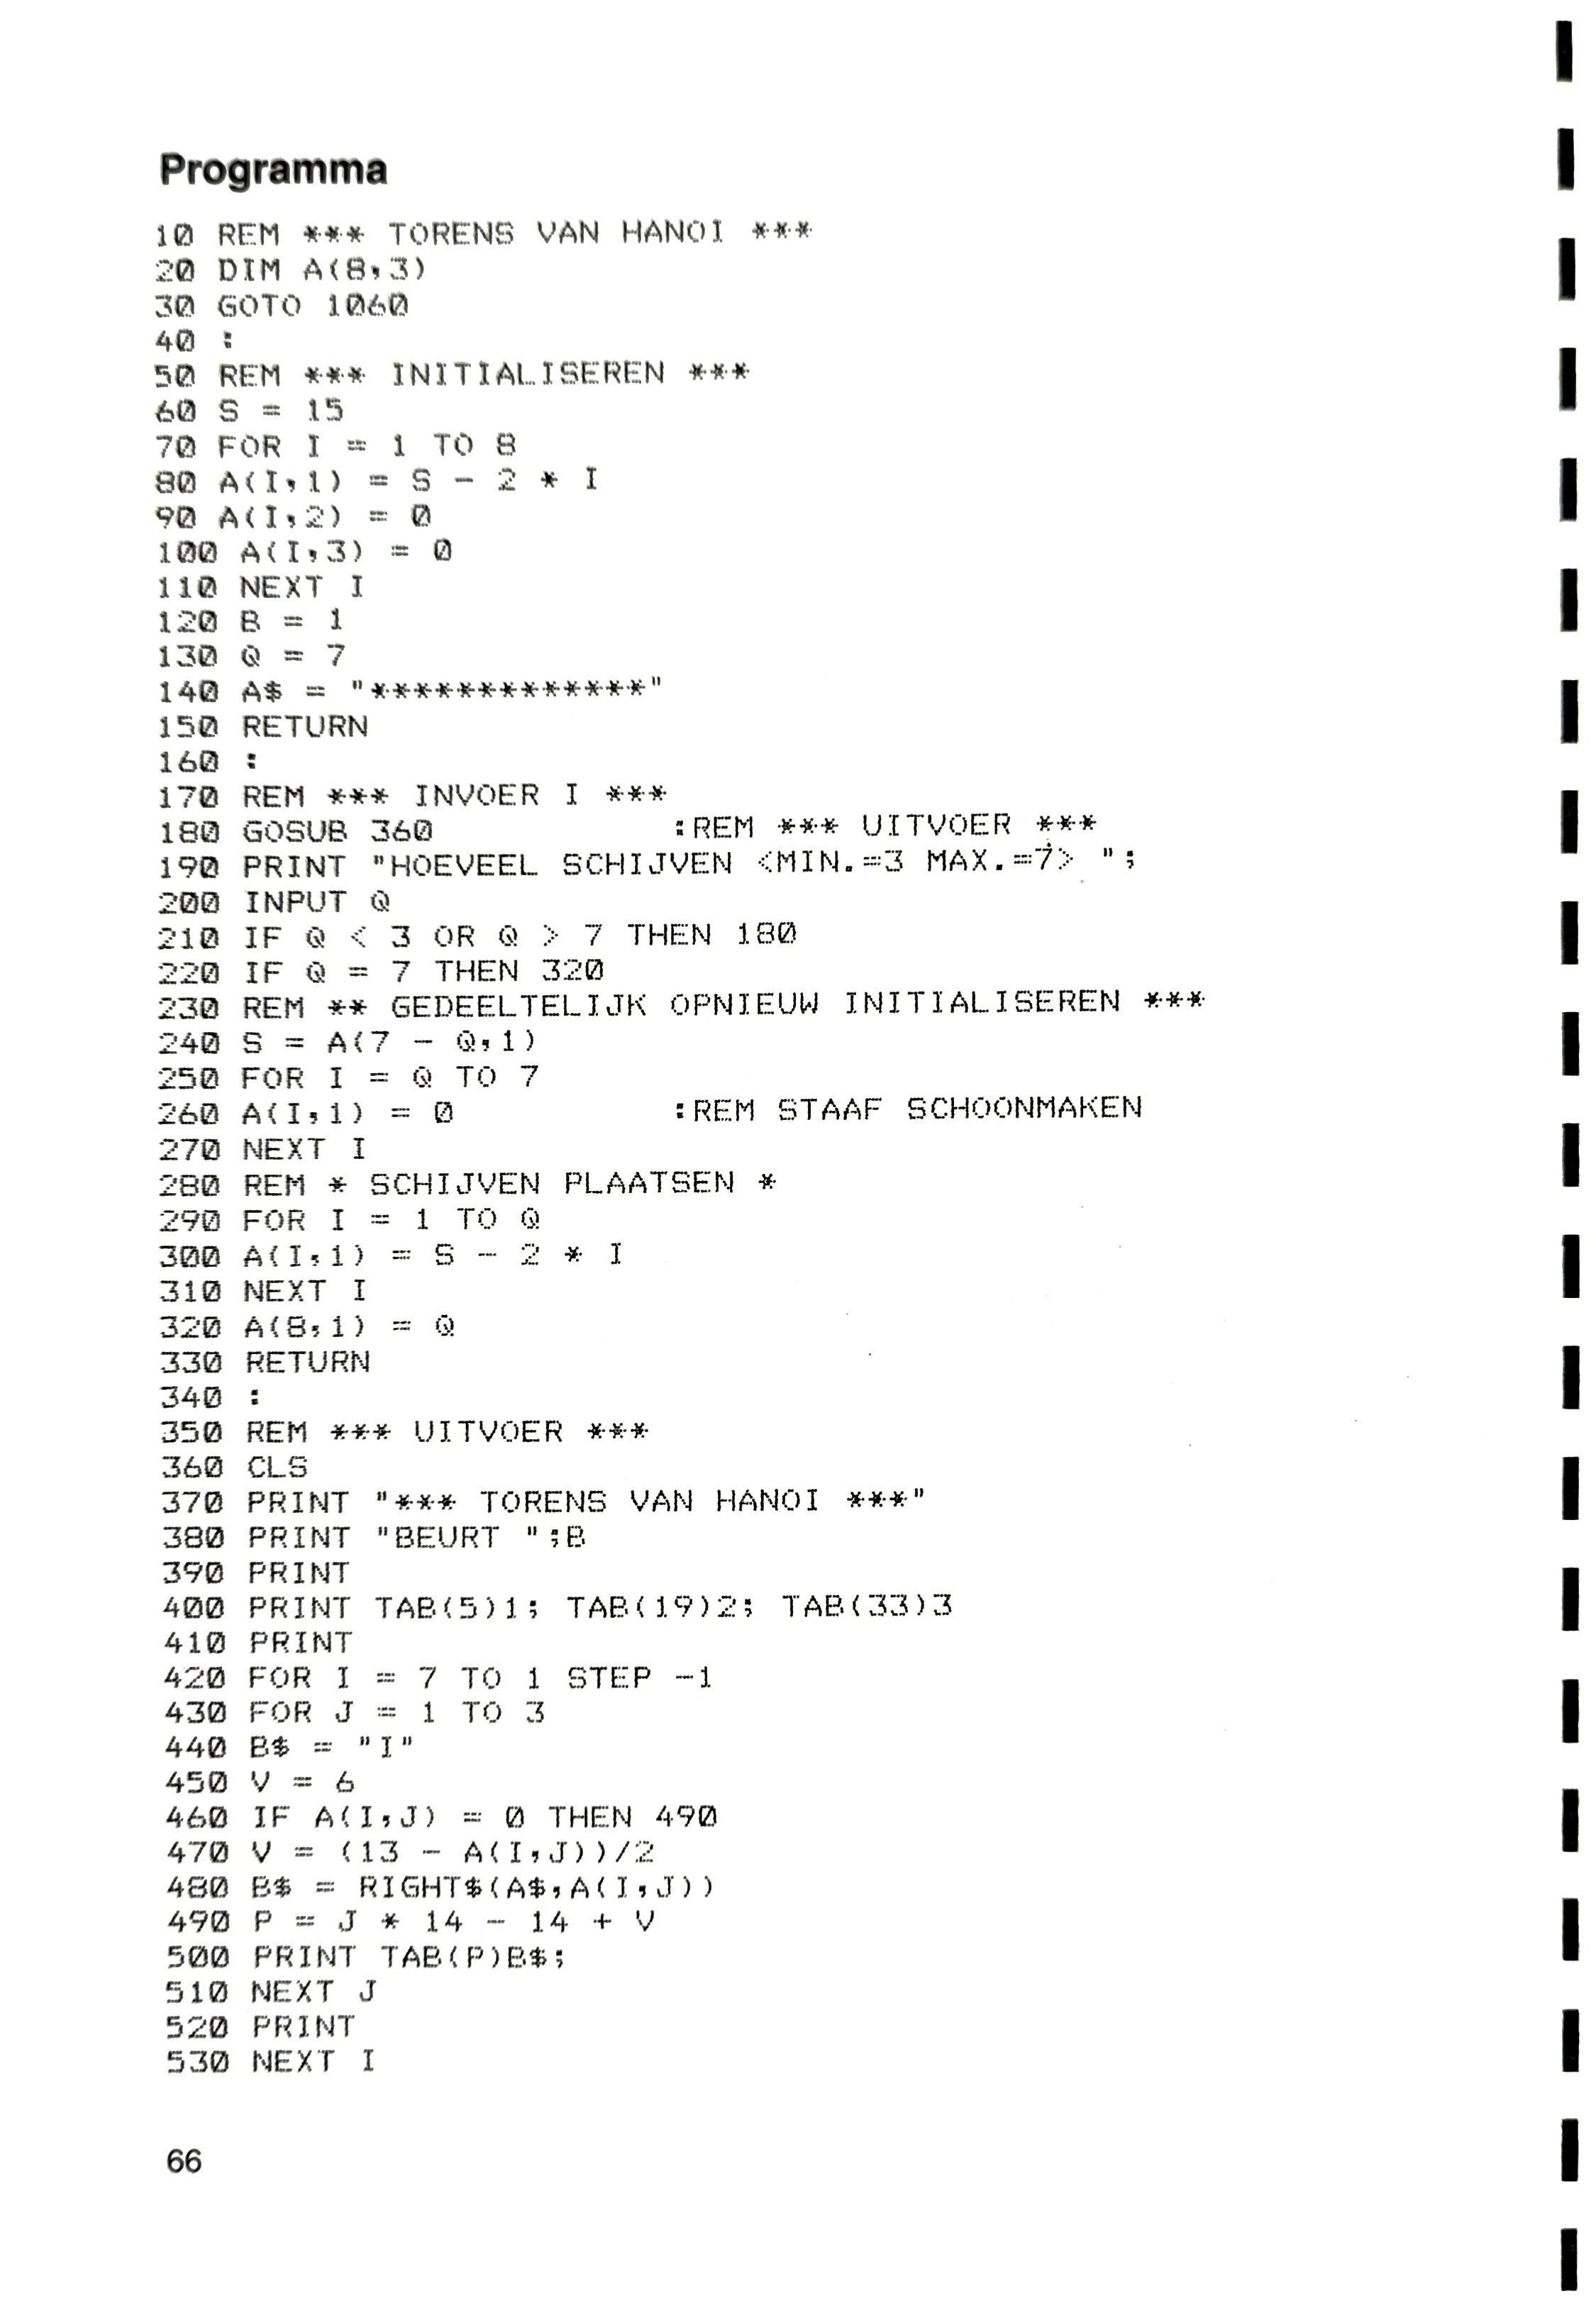 Programma
10 REM *** TORENS VAN HANOI ***
20 DIM A(8,3)
30 GOTO 1060
40 :
50 REM *** INITIALISEREN ***
60 S = 15
70 FOR I = 1 TO 8
80 A(I,1) = S - 2 * I
90 A(I,2) = 0
100 A(I,3) = 0
110 NEXT I
120 B = 1
130 Q = 7
140 A$ = "*************"
150 RETURN
160 :
170 REM *** INVOER I ***
180 GOSUB 360 :REM *** UITVOER ***
190 PRINT "HOEVEEL SCHIJVEN <MIN.=3 MAX.=7> ";
200 INPUT Q
210 IF Q < 3 OR Q > 7 THEN 180
220 IF Q = 7 THEN 320
230 REM ** GEDEELTELIJK OPNIEUW INITIALISEREN ***
240 S = A(7 - Q,1)
250 FOR I = Q TO 7
260 A(I,1) = 0 :REM STAAF SCHOONMAKEN
270 NEXT I
280 REM * SCHIJVEN PLAATSEN *
290 FOR I = 1 TO Q
300 A(I,1) = S - 2 * I
310 NEXT I
320 A(8,1) = Q
330 RETURN
340 :
350 REM *** UITVOER ***
360 CLS
370 PRINT "*** TORENS VAN HANOI ***"
380 PRINT "BEURT ";B
390 PRINT
400 PRINT TAB(5)1; TAB(19)2; TAB(33)3
410 PRINT
420 FOR I = 7 TO 1 STEP -1
430 FOR J = 1 TO 3
440 B$ = "I"
450 V = 6
460 IF A(I,J) = 0 THEN 490
470 V = (13 - A(I,J))/2
480 B$ = RIGHT$(A$,A(I,J))
490 P = J * 14 - 14 + V
500 PRINT TAB(P)B$;
510 NEXT J
520 PRINT
530 NEXT I
66